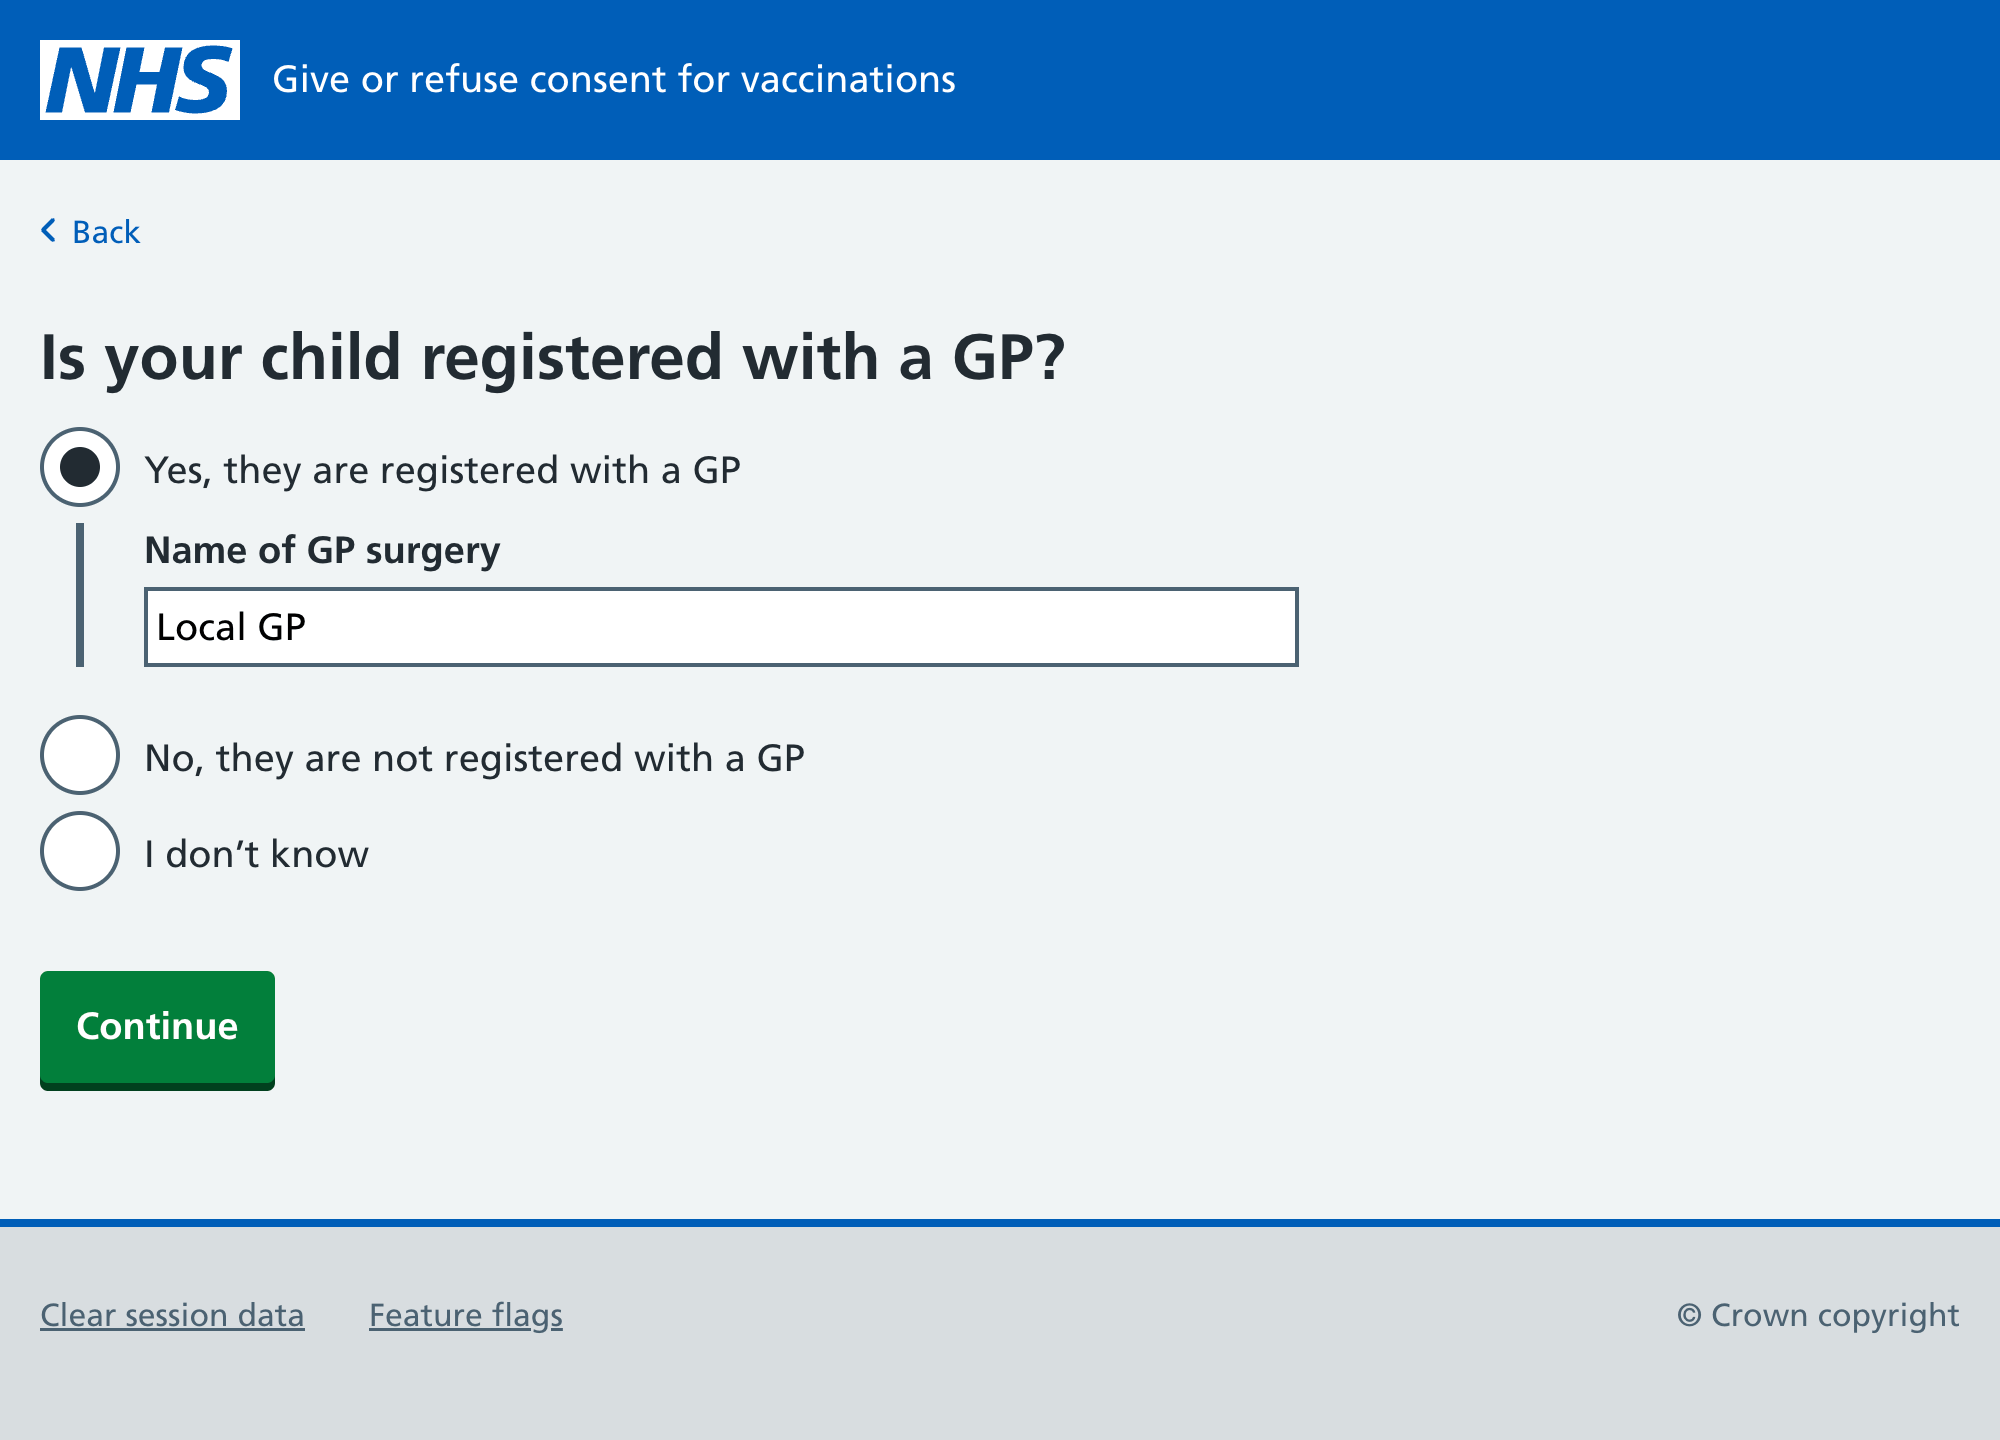 NHS Give or refuse consent for vaccinations
Back
Is your child registered with a GP?
Yes, they are registered with a GP
Name of GP surgery
Local GP
No, they are not registered with a GP
I don’t know
Continue
Clear session data Feature flags © Crown copyright